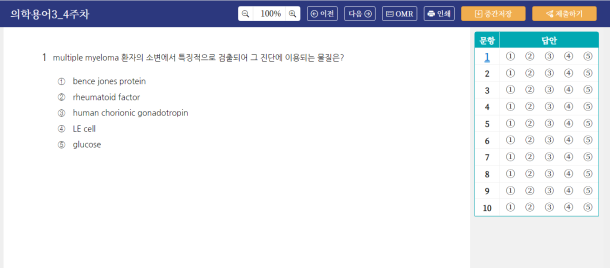 의학용어3_4주차
100%
이전
다음
OMR
인쇄
중간저장
제출하기
1 multiple myeloma 환자의 소변에서 특징적으로 검출되어 그 진단에 이용되는 물질은?
① bence jones protein
② rheumatoid factor
③ human chorionic gonadotropin
④ LE cell
⑤ glucose
문항 답안
1 ① ② ③ ④ ⑤
2 ① ② ③ ④ ⑤
3 ① ② ③ ④ ⑤
4 ① ② ③ ④ ⑤
5 ① ② ③ ④ ⑤
6 ① ② ③ ④ ⑤
7 ① ② ③ ④ ⑤
8 ① ② ③ ④ ⑤
9 ① ② ③ ④ ⑤
10 ① ② ③ ④ ⑤